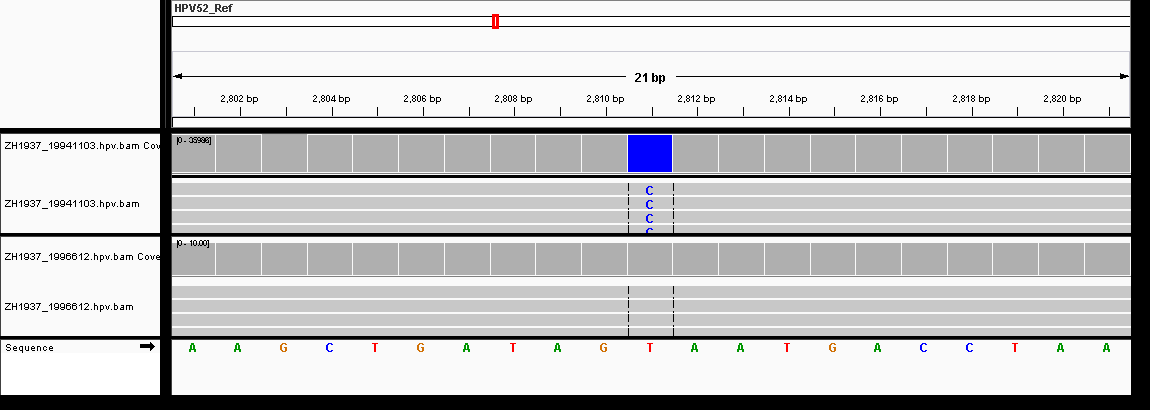 HPV52_Ref
21 bp
2,802 bp 2,804 bp 2,806 bp 2,808 bp 2,810 bp 2,812 bp 2,814 bp 2,816 bp 2,818 bp 2,820 bp
ZH1937_19941103.hpv.bam Cov
[0 - 35986]
ZH1937_19941103.hpv.bam
C
C
C
C
ZH1937_1996612.hpv.bam Cove
[0 - 10.00]
ZH1937_1996612.hpv.bam
Sequence A A G C T G A T A G T A A T G A C C T A A